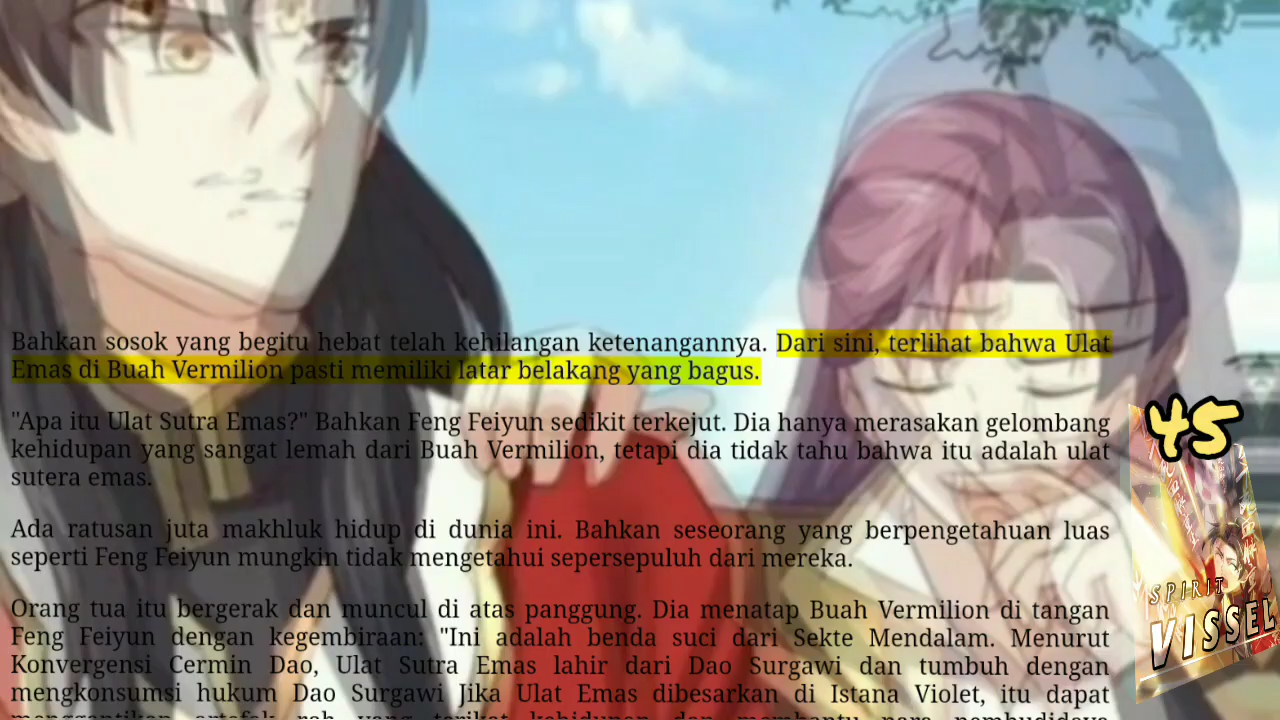 Bahkan sosok yang begitu hebat telah kehilangan ketenangannya. Dari sini, terlihat bahwa Ulat
Emas di Buah Vermilion pasti memiliki latar belakang yang bagus.
"Apa itu Ulat Sutra Emas?" Bahkan Feng Feiyun sedikit terkejut. Dia hanya merasakan gelombang
kehidupan yang sangat lemah dari Buah Vermilion, tetapi dia tidak tahu bahwa itu adalah ulat
sutera emas.
Ada ratusan juta makhluk hidup di dunia ini. Bahkan seseorang yang berpengetahuan luas
seperti Feng Feiyun mungkin tidak mengetahui sepersepuluh dari mereka.
Orang tua itu bergerak dan muncul di atas panggung. Dia menatap Buah Vermilion di tangan
Feng Feiyun dengan kegembiraan: "Ini adalah benda suci dari Sekte Mendalam. Menurut
Konvergensi Cermin Dao, Ulat Sutra Emas lahir dari Dao Surgawi dan tumbuh dengan
mengkonsumsi hukum Dao Surgawi Jika Ulat Emas dibesarkan di Istana Violet, itu dapat
45
SPIRIT
VISSEL